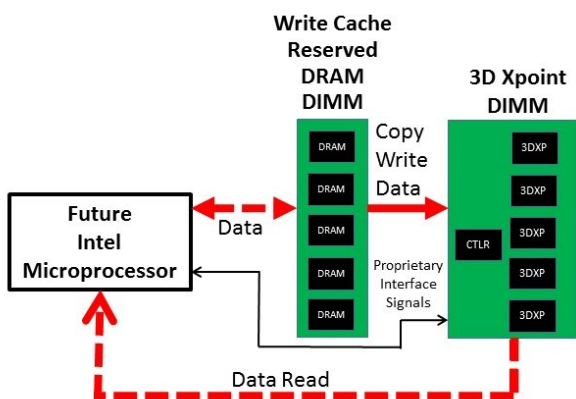 Write Cache
Reserved
DRAM
DIMM
3D Xpoint
DIMM
DRAM
DRAM
DRAM
DRAM
DRAM
Copy
Write
Data
3DXP
3DXP
3DXP
3DXP
3DXP
CTLR
Future
Intel
Microprocessor
Data
Proprietary
Interface
Signals
Data Read